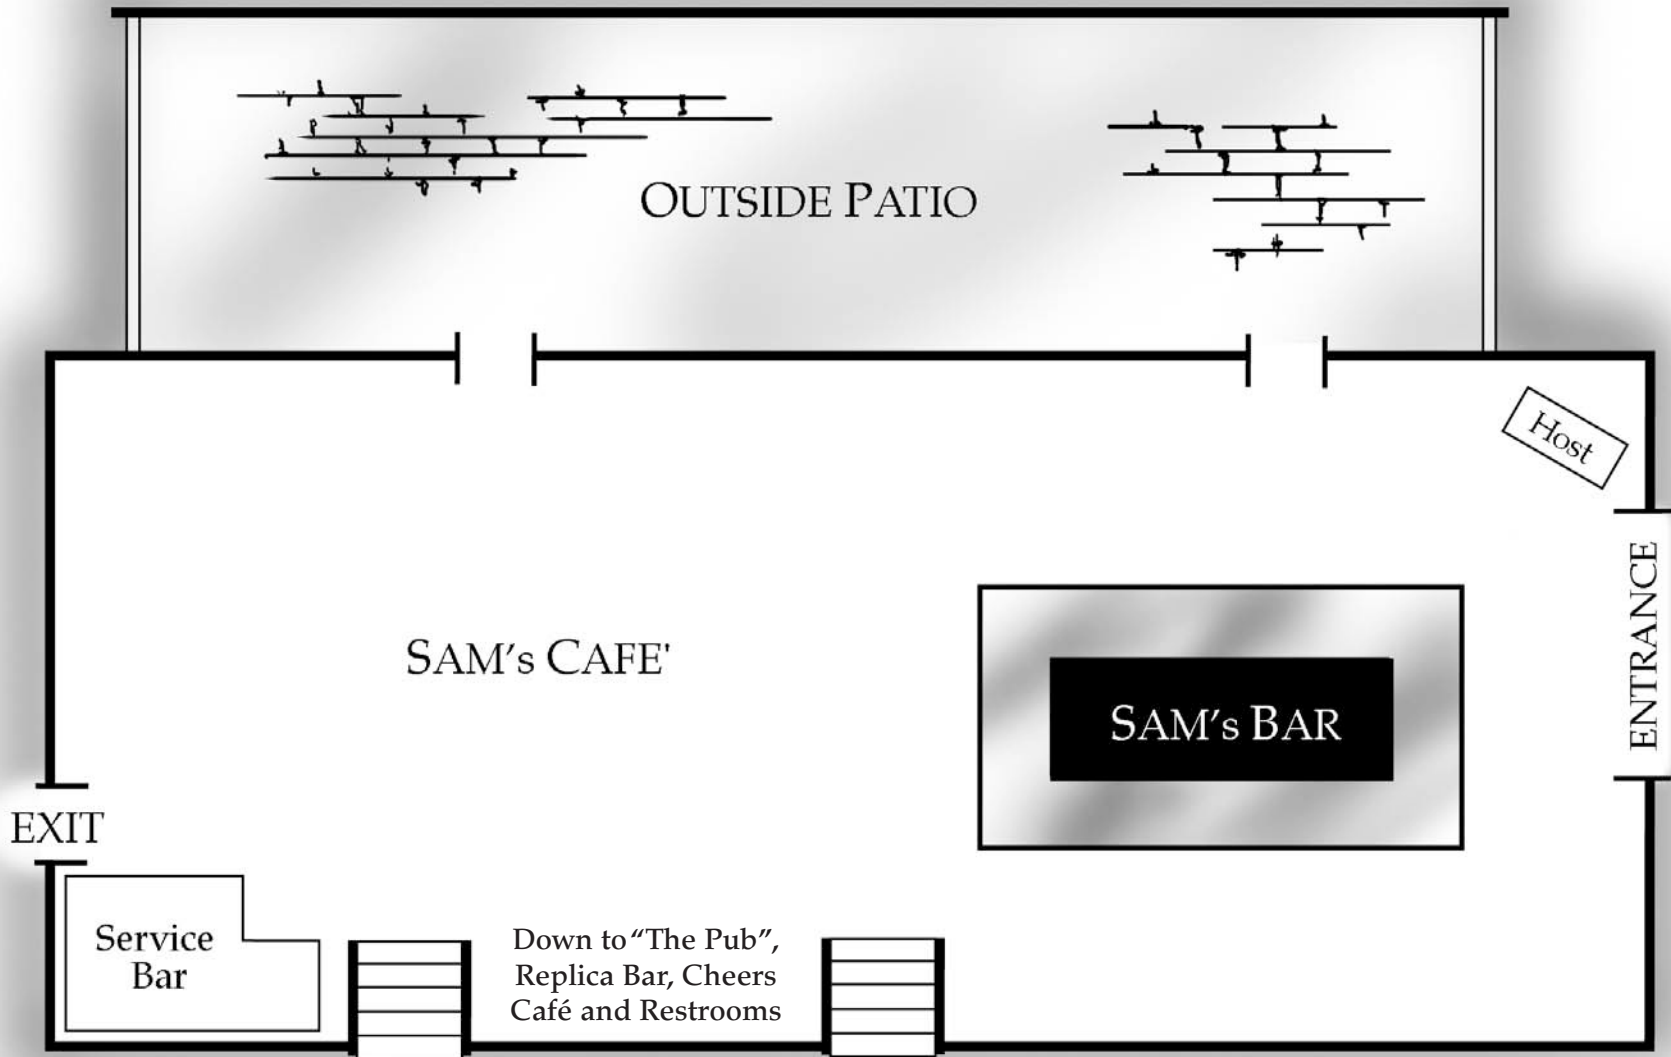 OUTSIDE PATIO
Host
ENTRANCE
SAM's CAFE'
SAM's BAR
EXIT
Service
Bar
Down to "The Pub",
Replica Bar, Cheers
Café and Restrooms